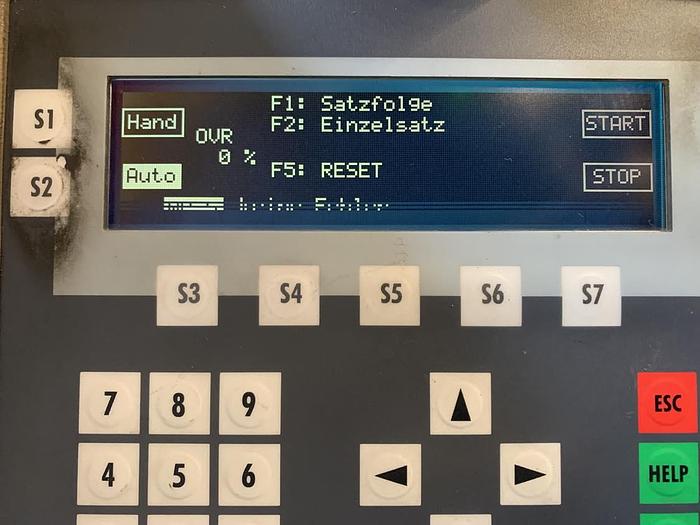 S1
Hand
OVR
0 %
F1: Satzfolge
F2: Einzelsatz
START
S2
Auto
F5: RESET
STOP
S3 S4 S5 S6 S7
7 8 9
ESC
4 5 6
HELP